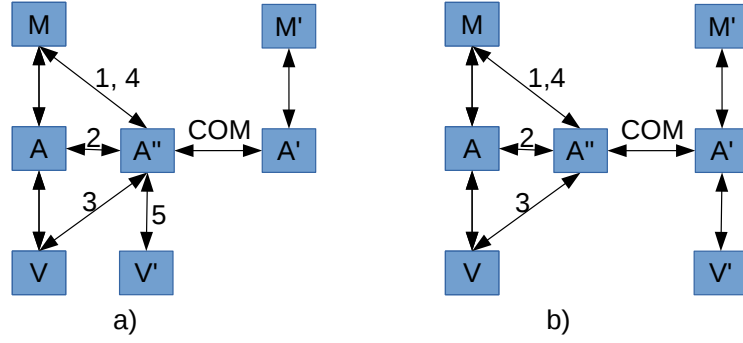 M M' M M'
1, 4 1,4
A 2 A" COM A' A 2 A" COM A'
3 5 3
V V' V V'
a) b)